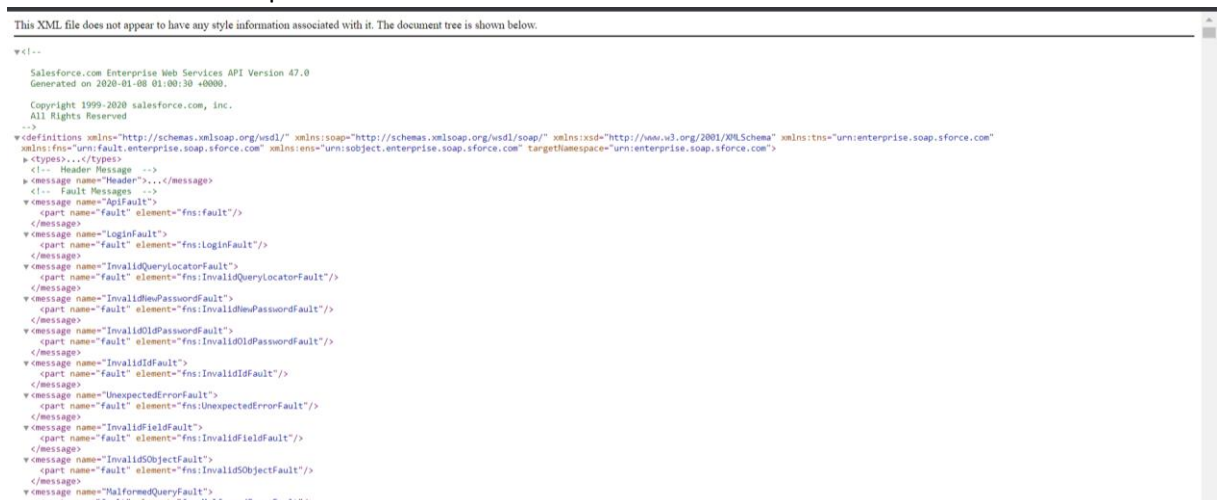 This XML file does not appear to have any style information associated with it. The document tree is shown below.
▼<!--
Salesforce.com Enterprise Web Services API Version 47.0
Generated on 2020-01-08 01:00:30 +0000.
Copyright 1999-2020 salesforce.com, inc.
All Rights Reserved
-->
▼<definitions xmlns="http://schemas.xmlsoap.org/wsdl/" xmlns:soap="http://schemas.xmlsoap.org/wsdl/soap/" xmlns:xsd="http://www.w3.org/2001/XMLSchema" xmlns:tns="urn:enterprise.soap.sforce.com"
xmlns:fns="urn:fault.enterprise.soap.sforce.com" xmlns:ens="urn:sobject.enterprise.soap.sforce.com" targetNamespace="urn:enterprise.soap.sforce.com">
▶<types>...</types>
<!-- Header Message -->
▶<message name="Header">...</message>
<!-- Fault Messages -->
▼<message name="ApiFault">
<part name="fault" element="fns:fault"/>
</message>
▼<message name="LoginFault">
<part name="fault" element="fns:LoginFault"/>
</message>
▼<message name="InvalidQueryLocatorFault">
<part name="fault" element="fns:InvalidQueryLocatorFault"/>
</message>
▼<message name="InvalidNewPasswordFault">
<part name="fault" element="fns:InvalidNewPasswordFault"/>
</message>
▼<message name="InvalidOldPasswordFault">
<part name="fault" element="fns:InvalidOldPasswordFault"/>
</message>
▼<message name="InvalidIdFault">
<part name="fault" element="fns:InvalidIdFault"/>
</message>
▼<message name="UnexpectedErrorFault">
<part name="fault" element="fns:UnexpectedErrorFault"/>
</message>
▼<message name="InvalidFieldFault">
<part name="fault" element="fns:InvalidFieldFault"/>
</message>
▼<message name="InvalidSObjectFault">
<part name="fault" element="fns:InvalidSObjectFault"/>
</message>
▼<message name="MalformedQueryFault">